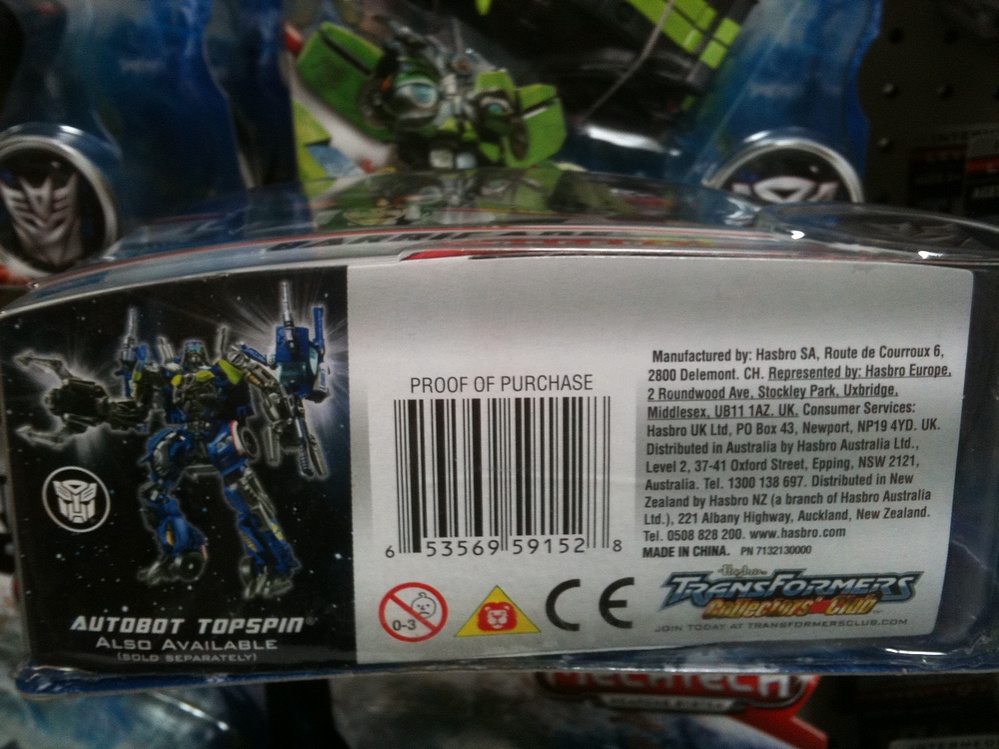 PROOF OF PURCHASE
6 53569 59152 8
0-3
CE
AUTOBOT TOPSPIN
ALSO AVAILABLE
(SOLD SEPARATELY)
Manufactured by: Hasbro SA, Route de Courroux 6,
2800 Delemont. CH. Represented by: Hasbro Europe,
2 Roundwood Ave, Stockley Park, Uxbridge,
Middlesex, UB11 1AZ. UK. Consumer Services:
Hasbro UK Ltd, PO Box 43, Newport, NP19 4YD. UK.
Distributed in Australia by Hasbro Australia Ltd.,
Level 2, 37-41 Oxford Street, Epping, NSW 2121,
Australia. Tel. 1300 138 697. Distributed in New
Zealand by Hasbro NZ (a branch of Hasbro Australia
Ltd.), 221 Albany Highway, Auckland, New Zealand.
Tel. 0508 828 200. www.hasbro.com
MADE IN CHINA. PN 7132130000
The Official
TRANSFORMERS
Collectors' Club
JOIN TODAY AT TRANSFORMERSCLUB.COM
MECHTECH